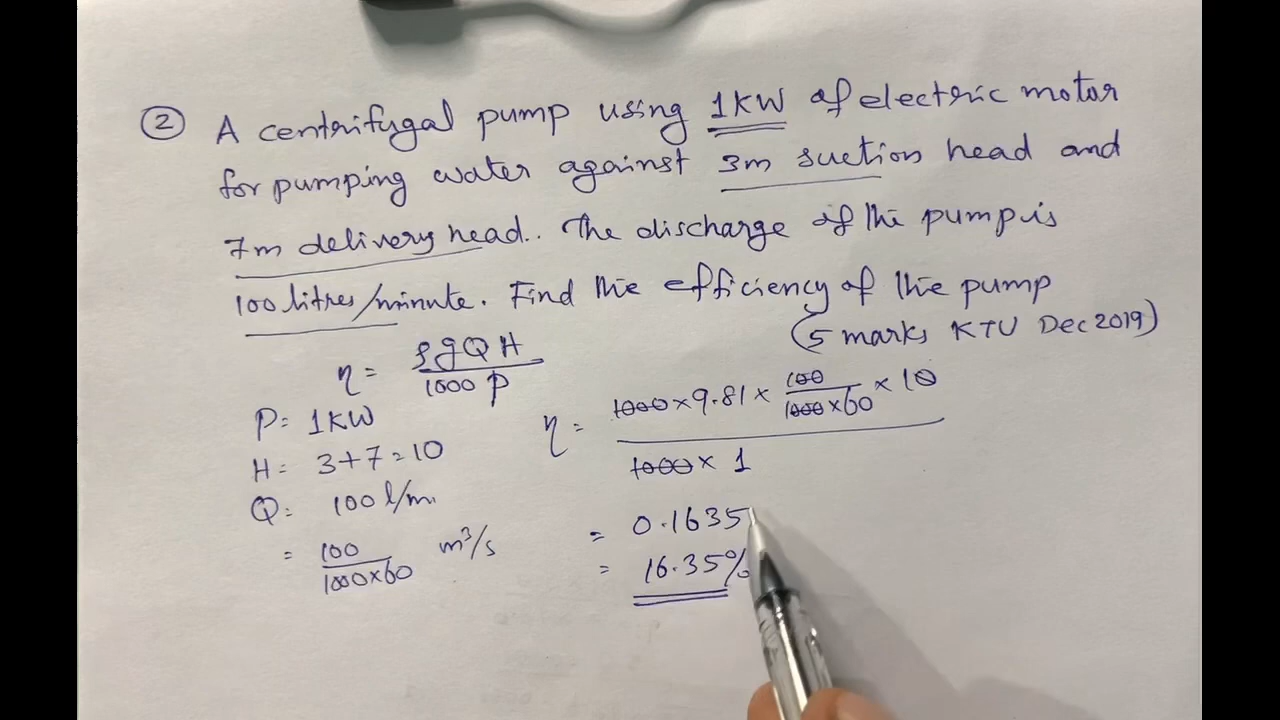 ② A centrifugal pump using 1KW of electric motor
for pumping water against 3m suction head and
7m delivery head.. The discharge of the pump is
100 litres/minute. Find the efficiency of the pump
(5 marks KTU Dec 2019)
η = ρgQH / 1000 P
P = 1KW
H = 3+7=10
Q = 100 l/m.
= 100 / 1000×60 m³/s
η = 1000×9.81× 100 / 1000×60 ×10 / 1000× 1
= 0.1635
= 16.35%